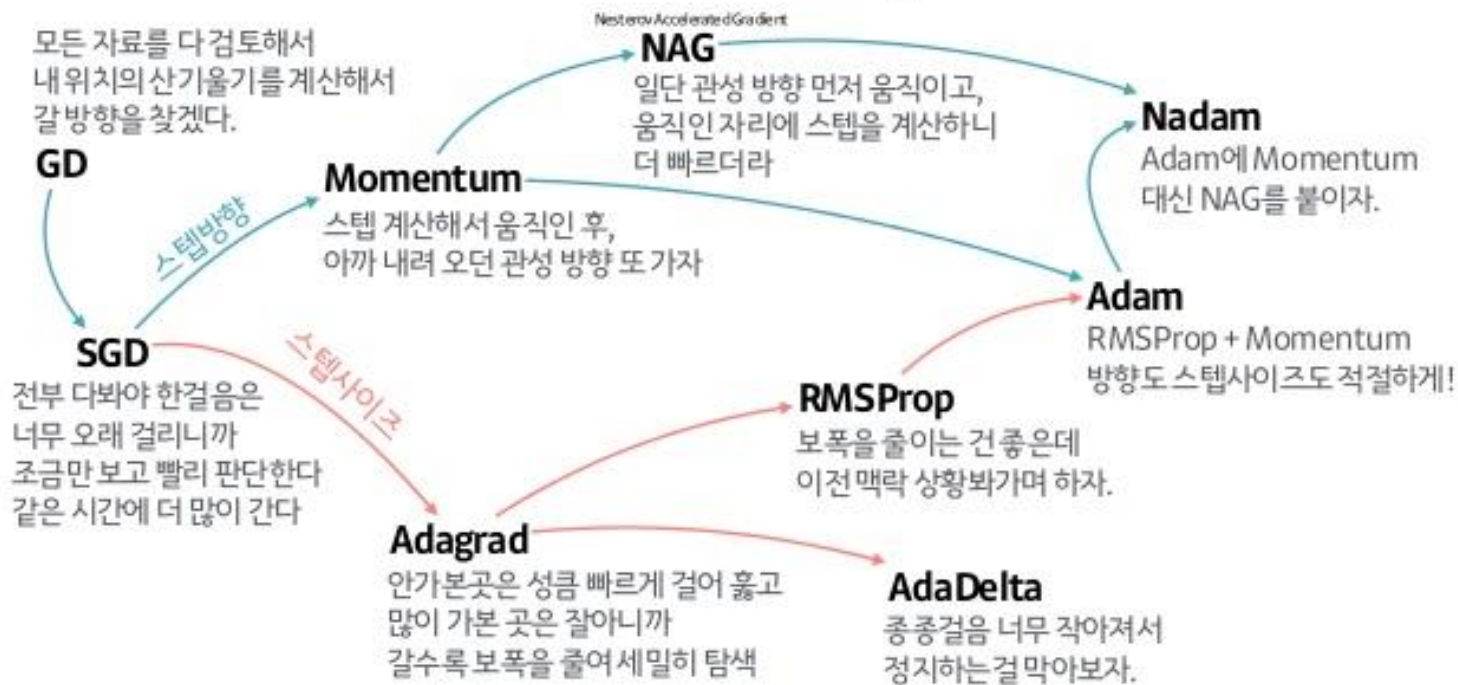 모든 자료를 다 검토해서
내 위치의 산기울기를 계산해서
갈 방향을 찾겠다.
GD
스텝방향
SGD
전부 다봐야 한걸음은
너무 오래 걸리니까
조금만 보고 빨리 판단한다
같은 시간에 더 많이 간다
Momentum
스텝 계산해서 움직인 후,
아까 내려 오던 관성 방향 또 가자
Nesterov Accelerated Gradient
NAG
일단 관성 방향 먼저 움직이고,
움직인 자리에 스텝을 계산하니
더 빠르더라
Nadam
Adam에 Momentum
대신 NAG를 붙이자.
Adam
RMSProp + Momentum
방향도 스텝사이즈도 적절하게!
스텝사이즈
RMSProp
보폭을 줄이는 건 좋은데
이전 맥락 상황봐가며 하자.
Adagrad
안가본곳은 성큼 빠르게 걸어 훓고
많이 가본 곳은 잘아니까
갈수록 보폭을 줄여 세밀히 탐색
AdaDelta
종종걸음 너무 작아져서
정지하는걸 막아보자.